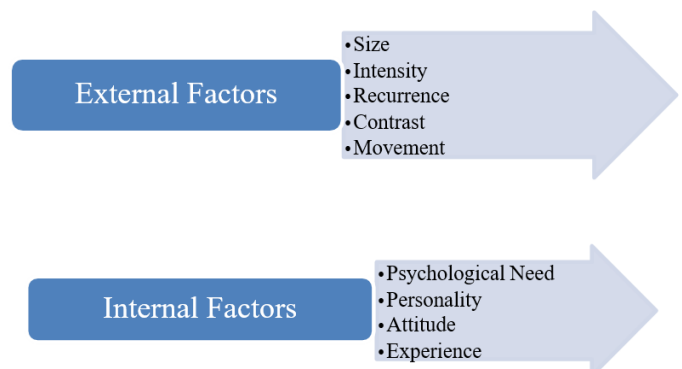 External Factors
•Size
•Intensity
•Recurrence
•Contrast
•Movement
Internal Factors
•Psychological Need
•Personality
•Attitude
•Experience